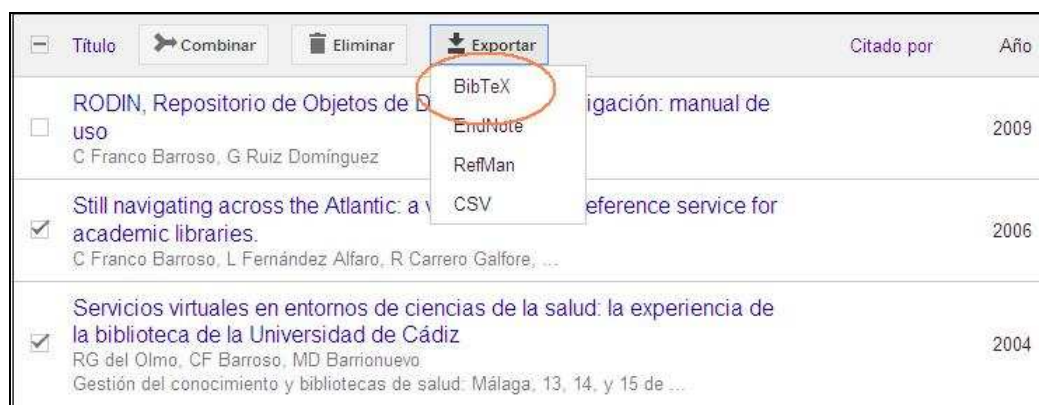 Título Combinar Eliminar Exportar Citado por Año
BibTeX
EndNote
RefMan
CSV
RODIN, Repositorio de Objetos de D igación: manual de
uso
C Franco Barroso, G Ruiz Domínguez
2009
Still navigating across the Atlantic: a v eference service for
academic libraries.
C Franco Barroso, L Fernández Alfaro, R Carrero Galfore, ...
2006
Servicios virtuales en entornos de ciencias de la salud: la experiencia de
la biblioteca de la Universidad de Cádiz
RG del Olmo, CF Barroso, MD Barrionuevo
Gestión del conocimiento y bibliotecas de salud: Málaga, 13, 14, y 15 de ...
2004